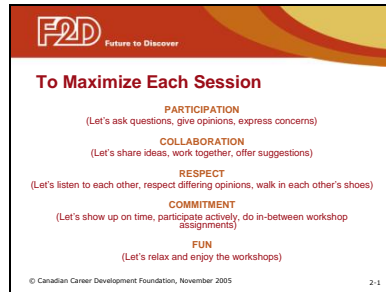 F2D Future to Discover
To Maximize Each Session
PARTICIPATION
(Let's ask questions, give opinions, express concerns)
COLLABORATION
(Let's share ideas, work together, offer suggestions)
RESPECT
(Let's listen to each other, respect differing opinions, walk in each other's shoes)
COMMITMENT
(Let's show up on time, participate actively, do in-between workshop
assignments)
FUN
(Let's relax and enjoy the workshops)
© Canadian Career Development Foundation, November 2005 2-1